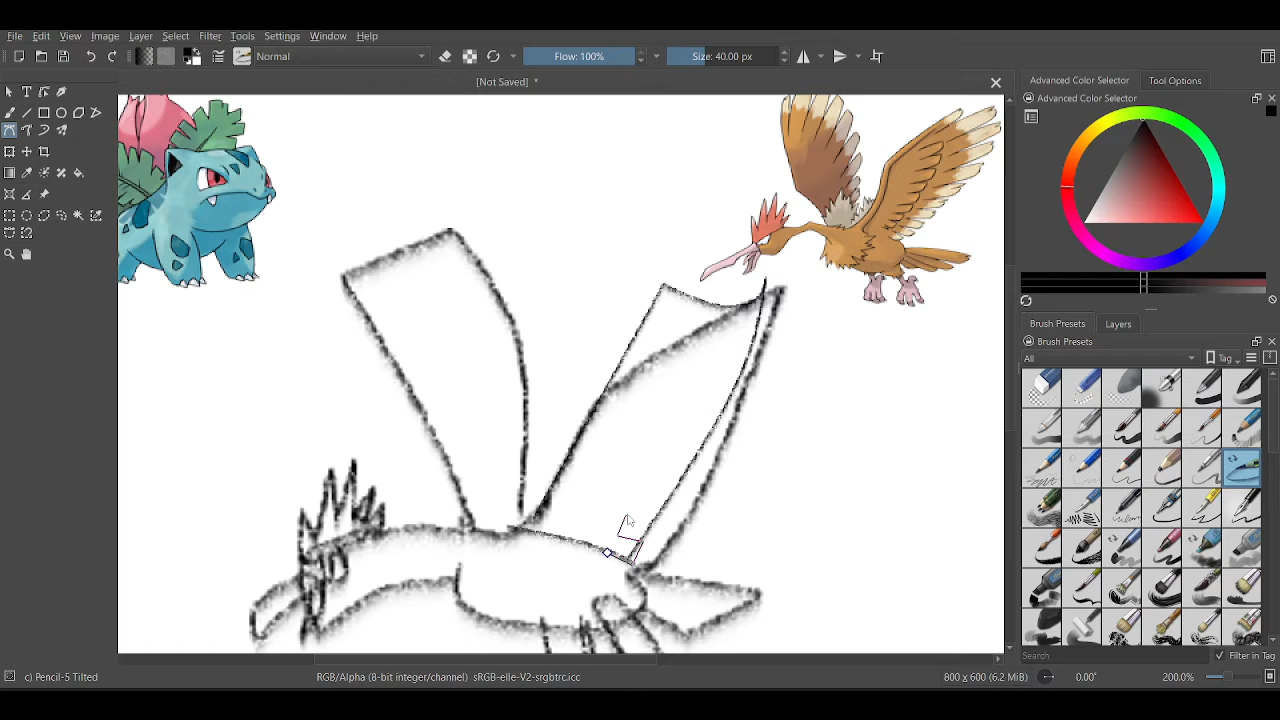 File Edit View Image Layer Select Filter Tools Settings Window Help
Normal Flow: 100% Size: 40.00 px
[Not Saved] *
Advanced Color Selector Tool Options
Advanced Color Selector
Brush Presets Layers
Brush Presets
All Tag
Search Filter in Tag
c) Pencil-5 Tilted RGB/Alpha (8-bit integer/channel) sRGB-elle-V2-srgbtrc.icc 800 x 600 (6.2 MiB) 0.00° 200.0%